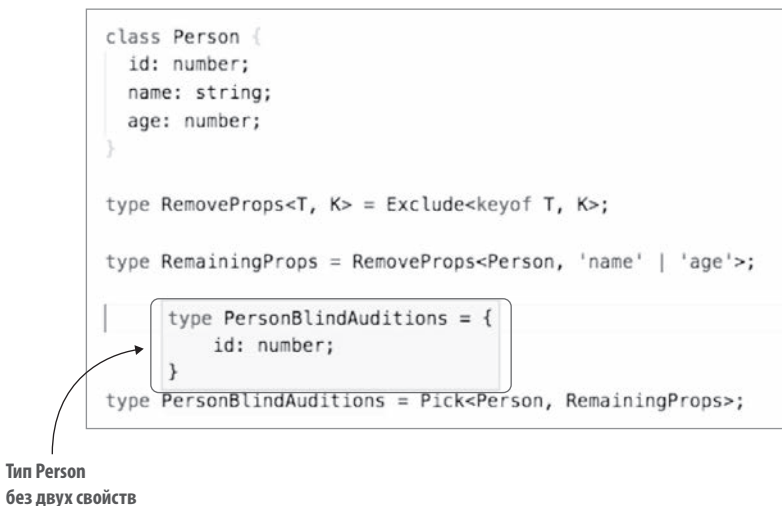 class Person {
id: number;
name: string;
age: number;
}
type RemoveProps<T, K> = Exclude<keyof T, K>;
type RemainingProps = RemoveProps<Person, 'name' | 'age'>;
type PersonBlindAuditions = {
id: number;
}
type PersonBlindAuditions = Pick<Person, RemainingProps>;
Тип Person
без двух свойств